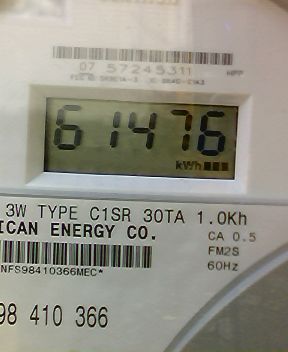 07 57245311 HPP
61476
kWh
3W TYPE C1SR 30TA 1.0Kh
ICAN ENERGY CO.
CA 0.5
FM2S
60Hz
NFS98410366MEC*
98 410 366